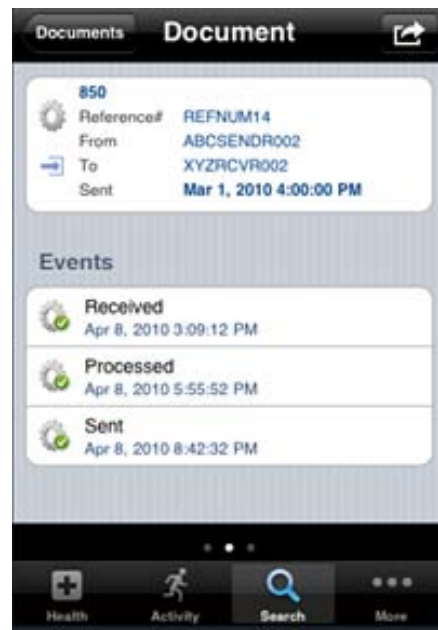 Documents Document
850
Reference# REFNUM14
From ABCSENDR002
To XYZRCVR002
Sent Mar 1, 2010 4:00:00 PM
Events
Received
Apr 8, 2010 3:09:12 PM
Processed
Apr 8, 2010 5:55:52 PM
Sent
Apr 8, 2010 8:42:32 PM
Health Activity Search More